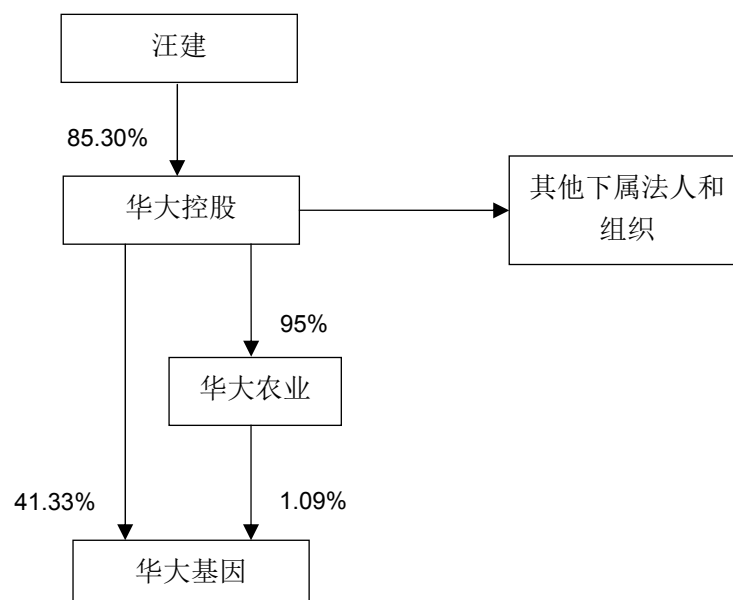 汪建
85.30%
华大控股
其他下属法人和
组织
95%
华大农业
41.33%
1.09%
华大基因